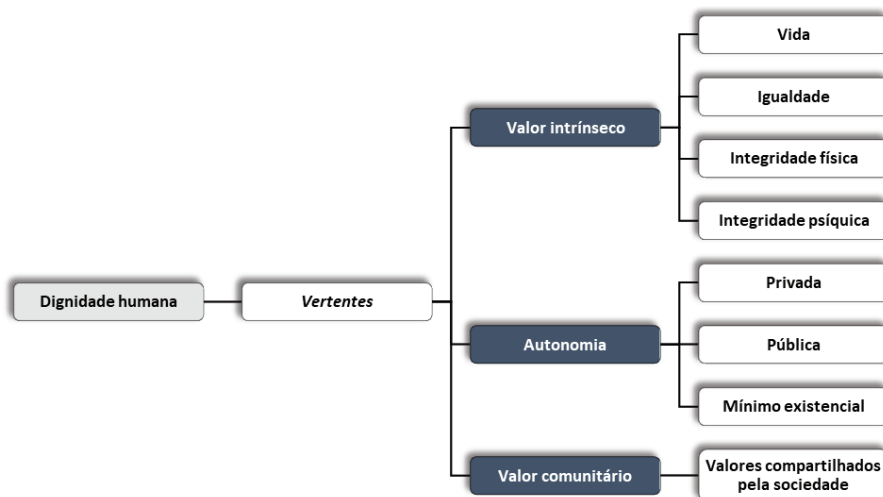 Dignidade humana
Vertentes
Valor intrínseco
Vida
Igualdade
Integridade física
Integridade psíquica
Autonomia
Privada
Pública
Mínimo existencial
Valor comunitário
Valores compartilhados
pela sociedade